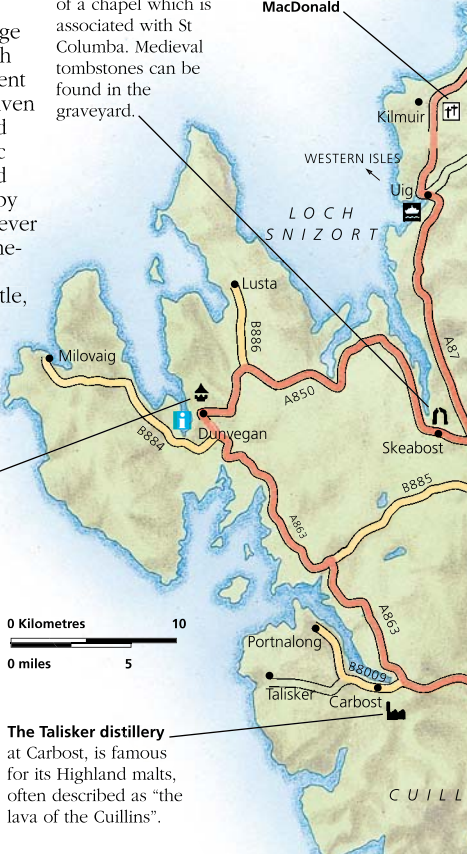 of a chapel which is
associated with St
Columba. Medieval
tombstones can be
found in the
graveyard.
MacDonald
Kilmuir
WESTERN ISLES
Uig
LOCH
SNIZORT
A87
Lusta
B886
Milovaig
A850
Dunvegan
B884
Skeabost
B885
A863
A863
0 Kilometres 10
0 miles 5
Portnalong
B8009
Talisker
Carbost
The Talisker distillery
at Carbost, is famous
for its Highland malts,
often described as “the
lava of the Cuillins”.
CUILL